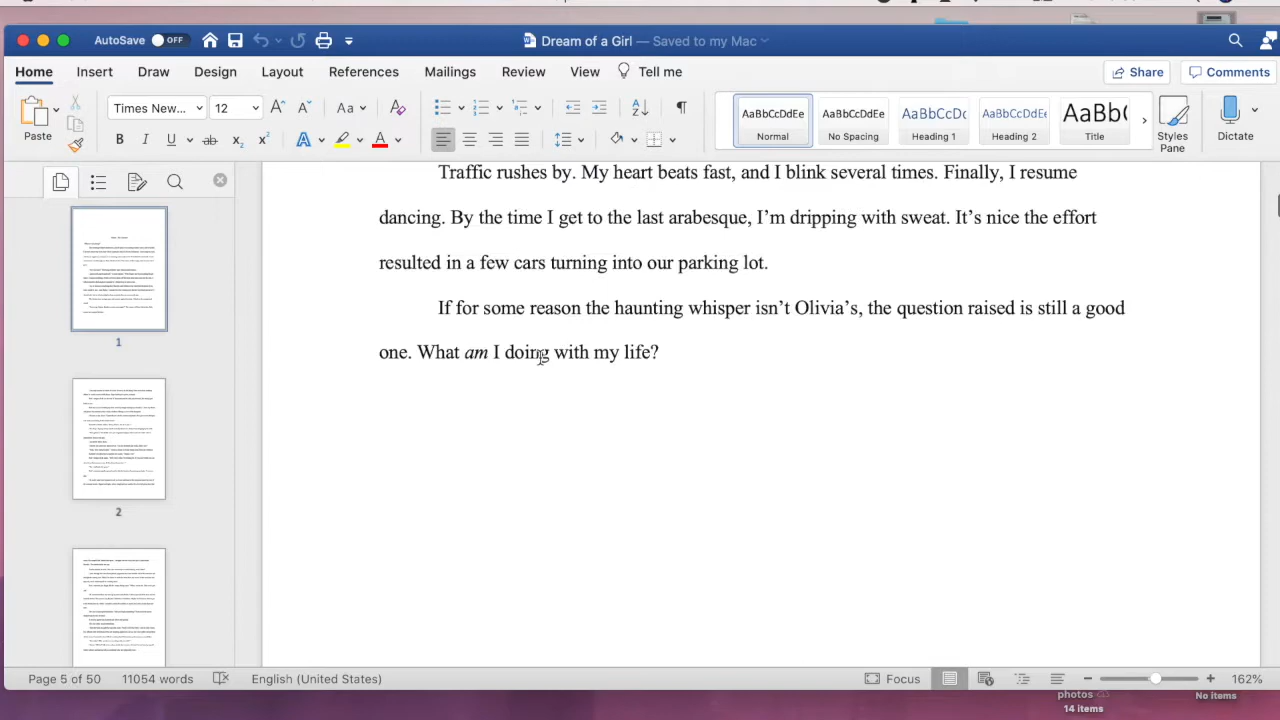 AutoSave OFF Dream of a Girl — Saved to my Mac
Home Insert Draw Design Layout References Mailings Review View Tell me Share Comments
Times New... 12 Aa
Paste
AaBbCcDdEe AaBbCcDdEe AaBbCcDc AaBbCcDdEe AaBbC
Normal No Spacing Heading 1 Heading 2 Title Styles Pane Dictate
Traffic rushes by. My heart beats fast, and I blink several times. Finally, I resume
dancing. By the time I get to the last arabesque, I’m dripping with sweat. It’s nice the effort
resulted in a few cars turning into our parking lot.
If for some reason the haunting whisper isn’t Olivia’s, the question raised is still a good
one. What am I doing with my life?
1
2
Page 5 of 50 11054 words English (United States) Focus 162%
photos No items
14 items